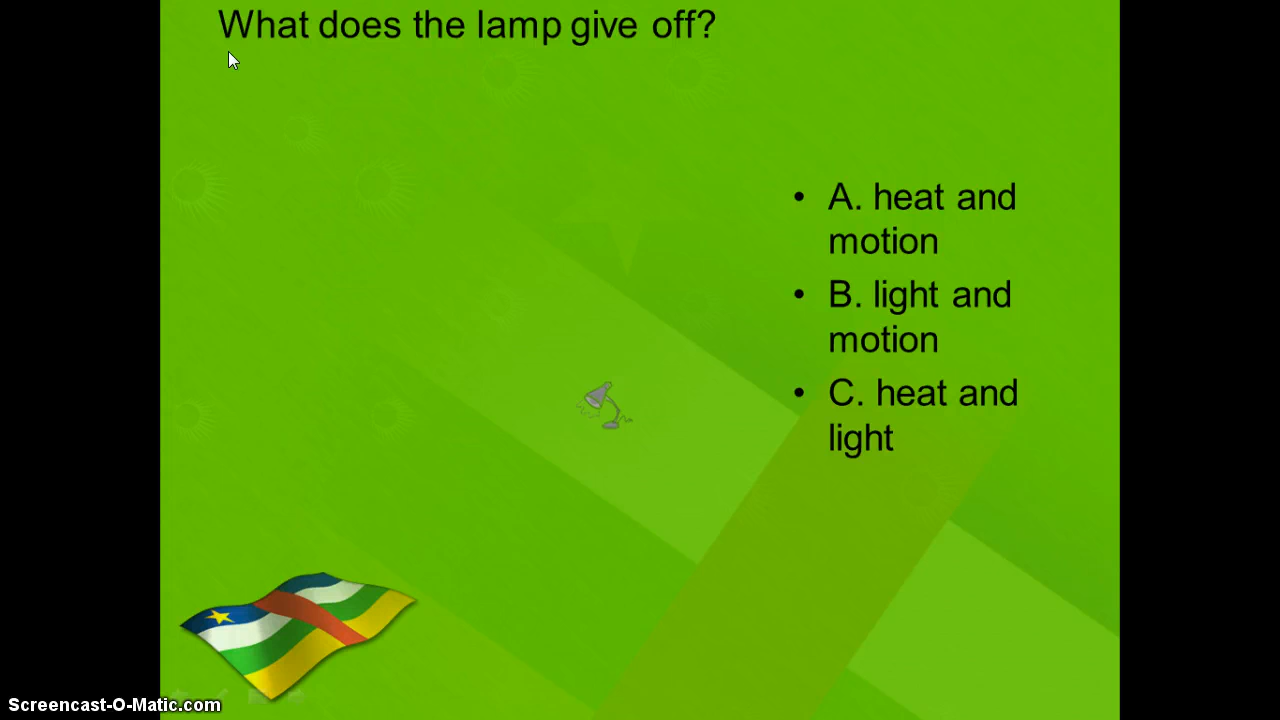 What does the lamp give off?
• A. heat and
motion
• B. light and
motion
• C. heat and
light
Screencast-O-Matic.com